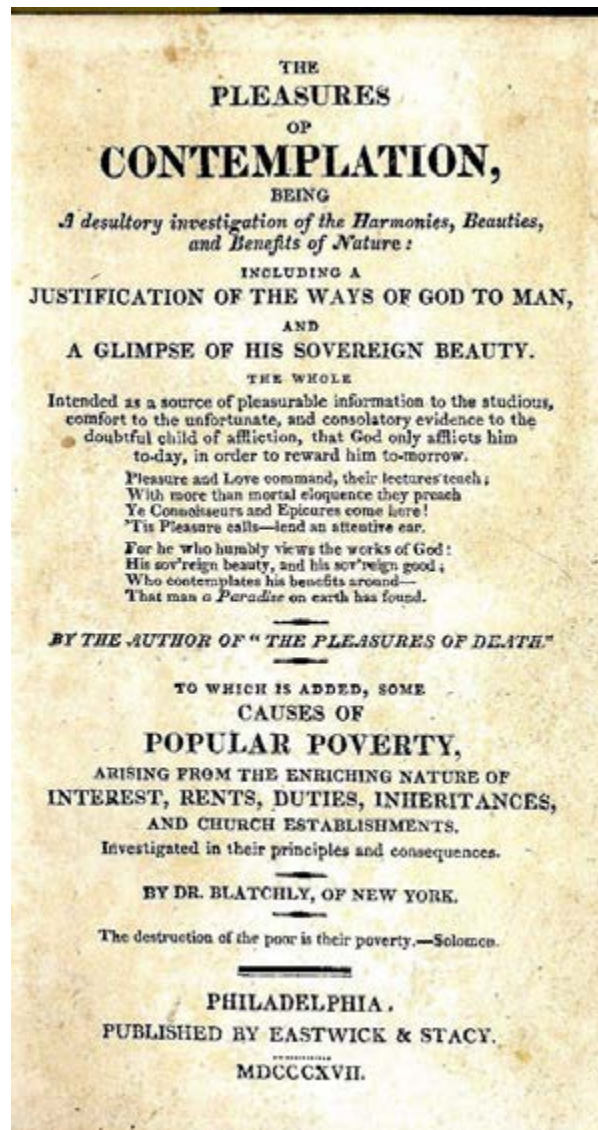 THE
PLEASURES
OF
CONTEMPLATION,
BEING
A desultory investigation of the Harmonies, Beauties,
and Benefits of Nature:
INCLUDING A
JUSTIFICATION OF THE WAYS OF GOD TO MAN,
AND
A GLIMPSE OF HIS SOVEREIGN BEAUTY.
THE WHOLE
Intended as a source of pleasurable information to the studious,
comfort to the unfortunate, and consolatory evidence to the
doubtful child of affliction, that God only afflicts him
to-day, in order to reward him to-morrow.
Pleasure and Love command, their lectures teach;
With more than mortal eloquence they preach
Ye Connoisseurs and Epicures come here!
'Tis Pleasure calls—lend an attentive ear.
For he who humbly views the works of God:
His sov'reign beauty, and his sov'reign good;
Who contemplates his benefits around—
That man a Paradise on earth has found.
BY THE AUTHOR OF "THE PLEASURES OF DEATH."
TO WHICH IS ADDED, SOME
CAUSES OF
POPULAR POVERTY,
ARISING FROM THE ENRICHING NATURE OF
INTEREST, RENTS, DUTIES, INHERITANCES,
AND CHURCH ESTABLISHMENTS.
Investigated in their principles and consequences.
BY DR. BLATCHLY, OF NEW YORK.
The destruction of the poor is their poverty.—Solomon.
PHILADELPHIA.
PUBLISHED BY EASTWICK & STACY.
MDCCCXVII.